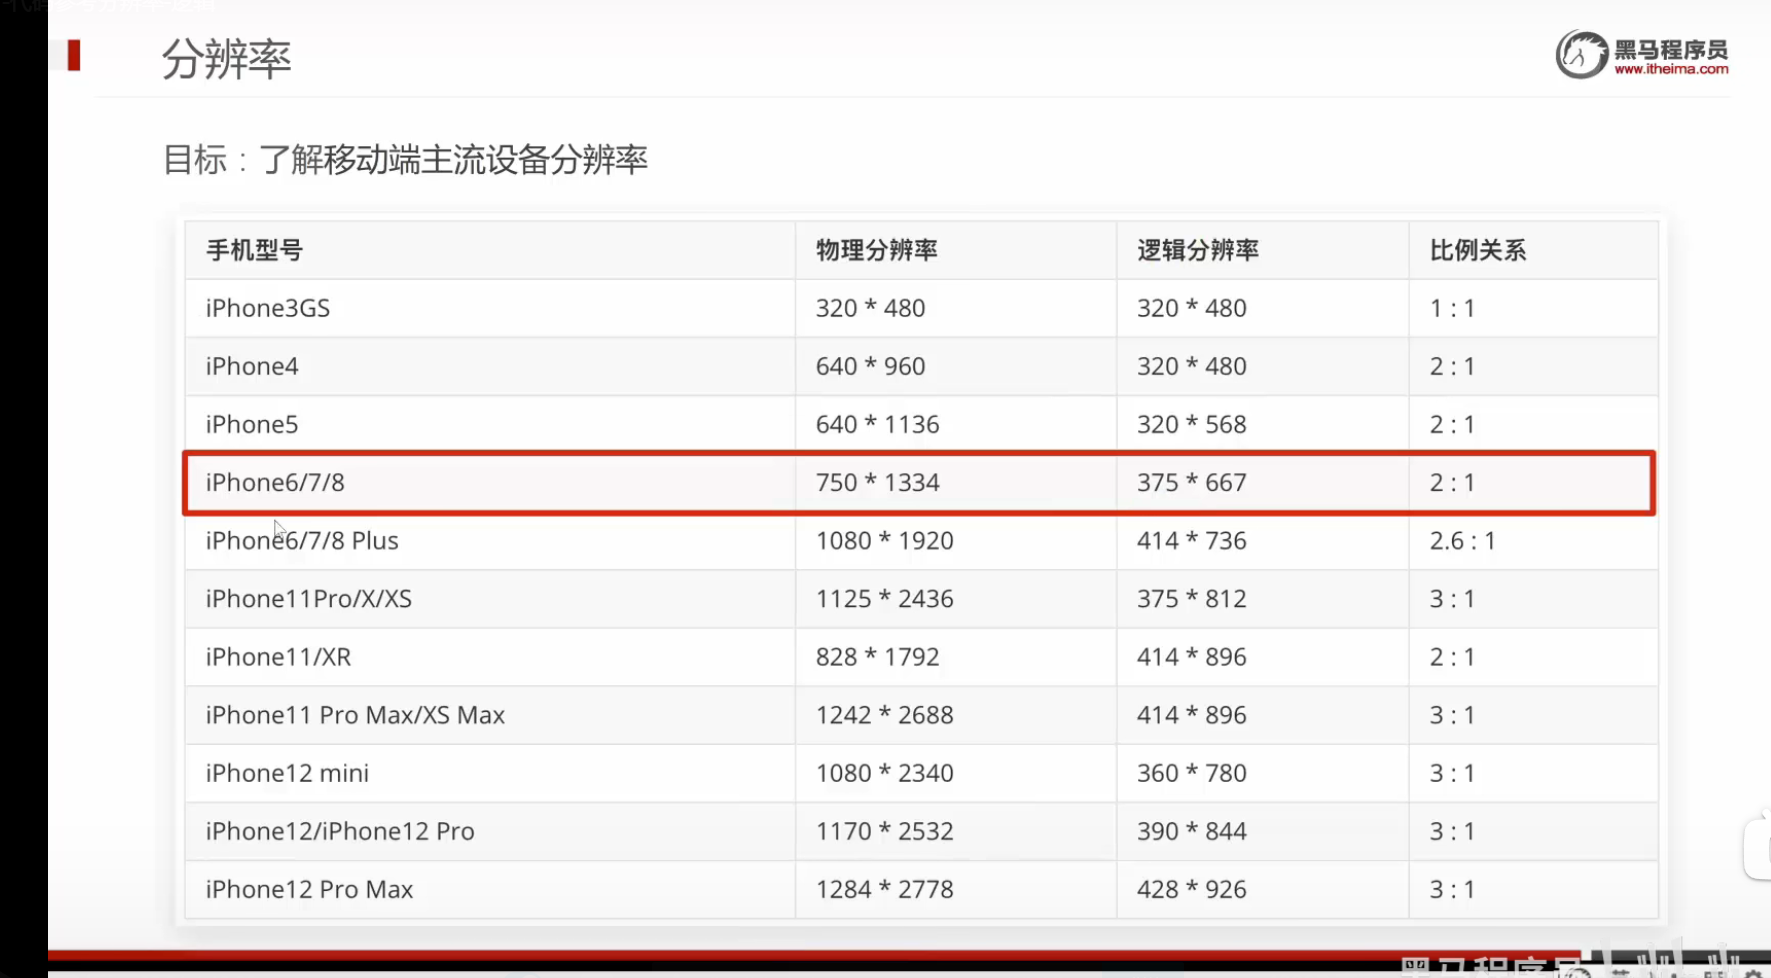 分辨率
黑马程序员
www.itheima.com
目标：了解移动端主流设备分辨率
手机型号 物理分辨率 逻辑分辨率 比例关系
iPhone3GS 320 * 480 320 * 480 1 : 1
iPhone4 640 * 960 320 * 480 2 : 1
iPhone5 640 * 1136 320 * 568 2 : 1
iPhone6/7/8 750 * 1334 375 * 667 2 : 1
iPhone6/7/8 Plus 1080 * 1920 414 * 736 2.6 : 1
iPhone11Pro/X/XS 1125 * 2436 375 * 812 3 : 1
iPhone11/XR 828 * 1792 414 * 896 2 : 1
iPhone11 Pro Max/XS Max 1242 * 2688 414 * 896 3 : 1
iPhone12 mini 1080 * 2340 360 * 780 3 : 1
iPhone12/iPhone12 Pro 1170 * 2532 390 * 844 3 : 1
iPhone12 Pro Max 1284 * 2778 428 * 926 3 : 1
黑马程序员